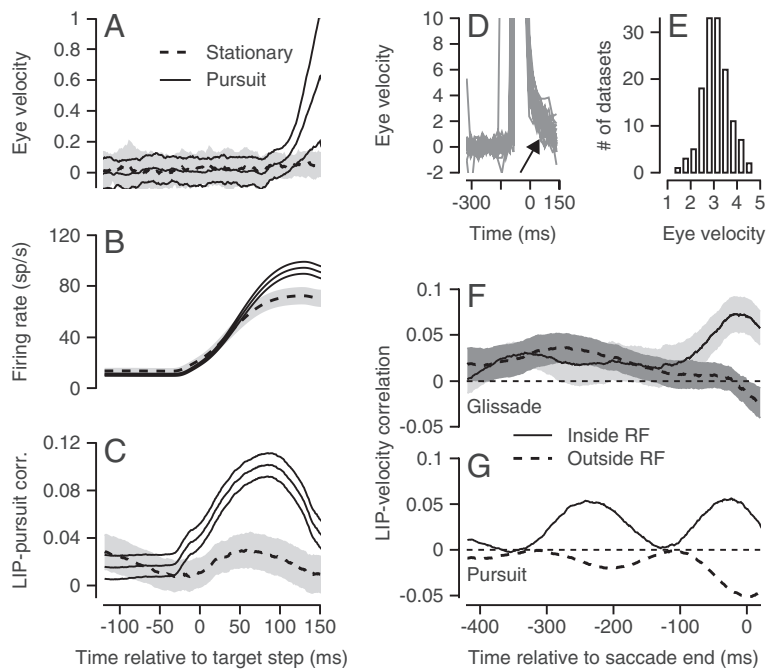 A
Eye velocity
1
0.8
0.6
0.4
0.2
0
Stationary
Pursuit
B
Firing rate (sp/s)
120
80
40
0
C
LIP-pursuit corr.
0.12
0.08
0.04
0
-100 -50 0 50 100 150
Time relative to target step (ms)
D
Eye velocity
10
8
6
4
2
0
-2
-300 0 150
Time (ms)
E
# of datasets
30
20
10
0
1 2 3 4 5
Eye velocity
F
LIP-velocity correlation
0.1
0.05
0
-0.05
Glissade
Inside RF
Outside RF
G
0.1
0.05
0
-0.05
Pursuit
-400 -300 -200 -100 0
Time relative to saccade end (ms)